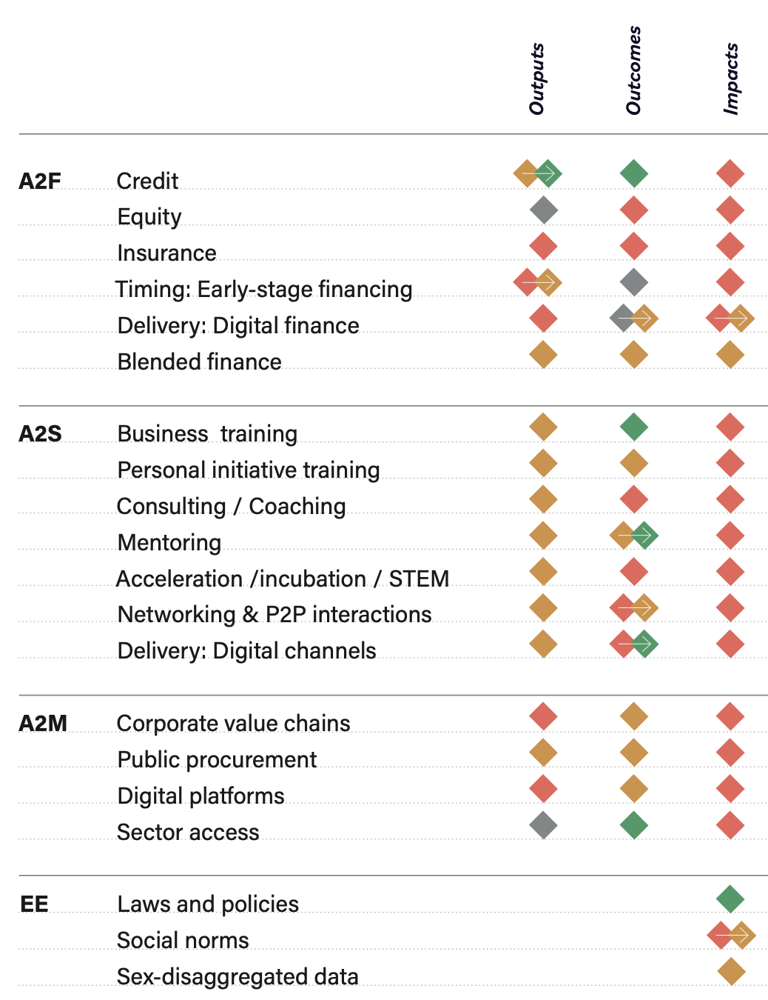 Outputs Outcomes Impacts
A2F Credit
Equity
Insurance
Timing: Early-stage financing
Delivery: Digital finance
Blended finance
A2S Business training
Personal initiative training
Consulting / Coaching
Mentoring
Acceleration /incubation / STEM
Networking & P2P interactions
Delivery: Digital channels
A2M Corporate value chains
Public procurement
Digital platforms
Sector access
EE Laws and policies
Social norms
Sex-disaggregated data